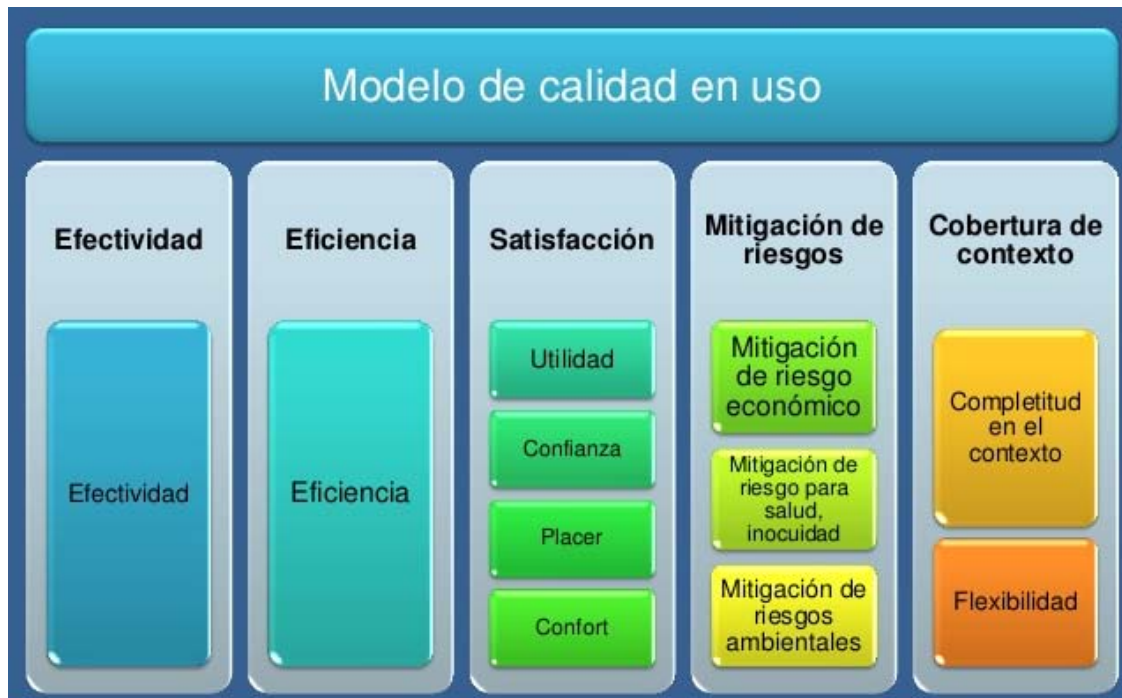 Modelo de calidad en uso
Efectividad
Efectividad
Eficiencia
Eficiencia
Satisfacción
Utilidad
Confianza
Placer
Confort
Mitigación de
riesgos
Mitigación
de riesgo
económico
Mitigación de
riesgo para
salud,
inocuidad
Mitigación de
riesgos
ambientales
Cobertura de
contexto
Completitud
en el
contexto
Flexibilidad